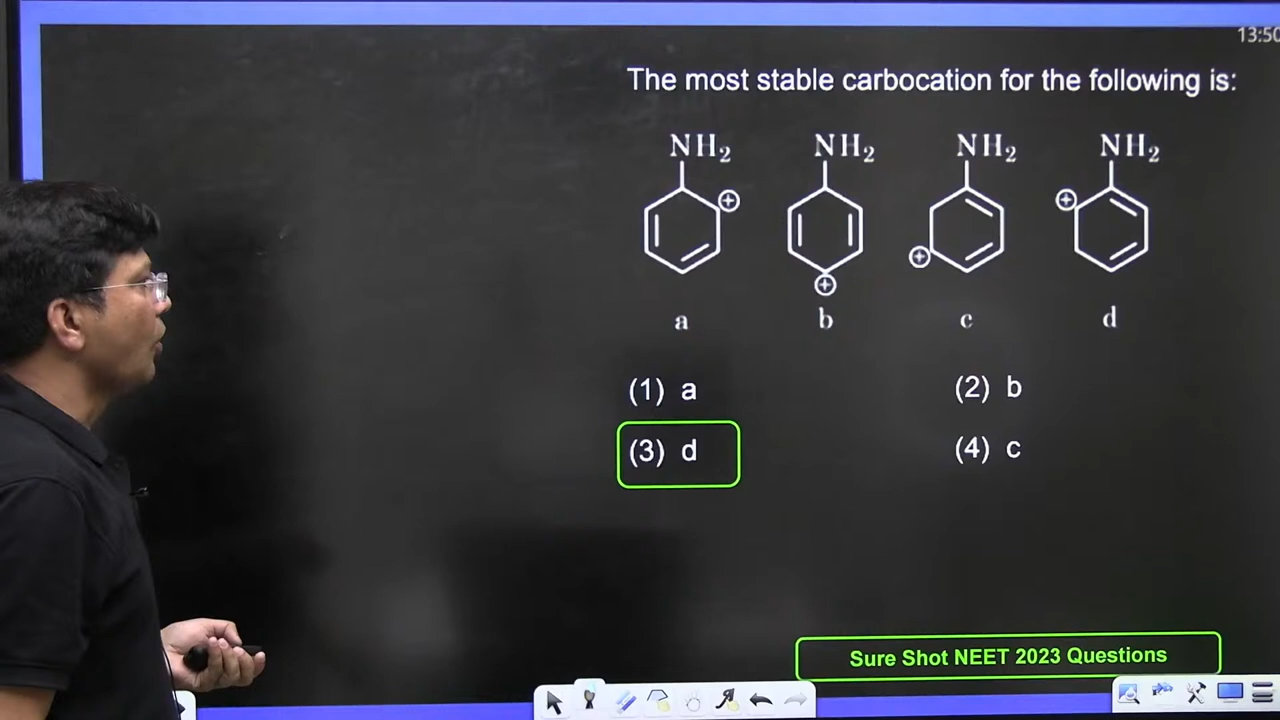 13:50
The most stable carbocation for the following is:
NH₂ NH₂ NH₂ NH₂
⊕ ⊕ ⊕ ⊕
a b c d
(1) a (2) b
(3) d (4) c
Sure Shot NEET 2023 Questions